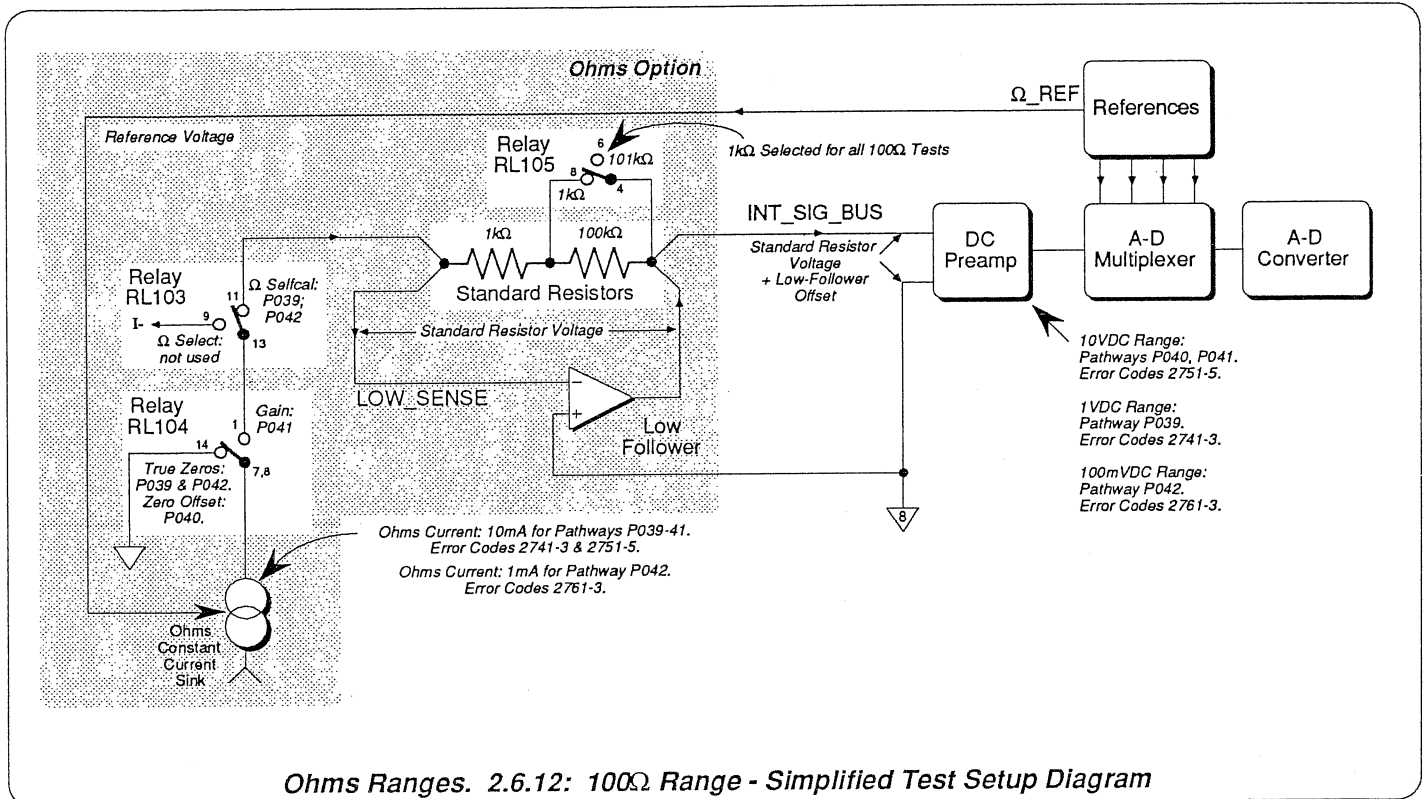 Ohms Option
Ω_REF
References
Reference Voltage
Relay
RL105
6
101kΩ
8
4
1kΩ
1kΩ Selected for all 100Ω Tests
INT_SIG_BUS
1kΩ
100kΩ
Standard Resistors
Standard Resistor
Voltage
+ Low-Follower
Offset
DC
Preamp
A-D
Multiplexer
A-D
Converter
Relay
RL103
11
Ω Selfcal:
P039;
P042
I-
9
13
Ω Select:
not used
Standard Resistor Voltage
LOW_SENSE
−
+
Low
Follower
Relay
RL104
1
Gain:
P041
14
7,8
True Zeros:
P039 & P042.
Zero Offset:
P040.
10VDC Range:
Pathways P040, P041.
Error Codes 2751-5.
1VDC Range:
Pathway P039.
Error Codes 2741-3.
100mVDC Range:
Pathway P042.
Error Codes 2761-3.
8
Ohms Current: 10mA for Pathways P039-41.
Error Codes 2741-3 & 2751-5.
Ohms Current: 1mA for Pathway P042.
Error Codes 2761-3.
Ohms
Constant
Current
Sink
Ohms Ranges. 2.6.12: 100Ω Range - Simplified Test Setup Diagram